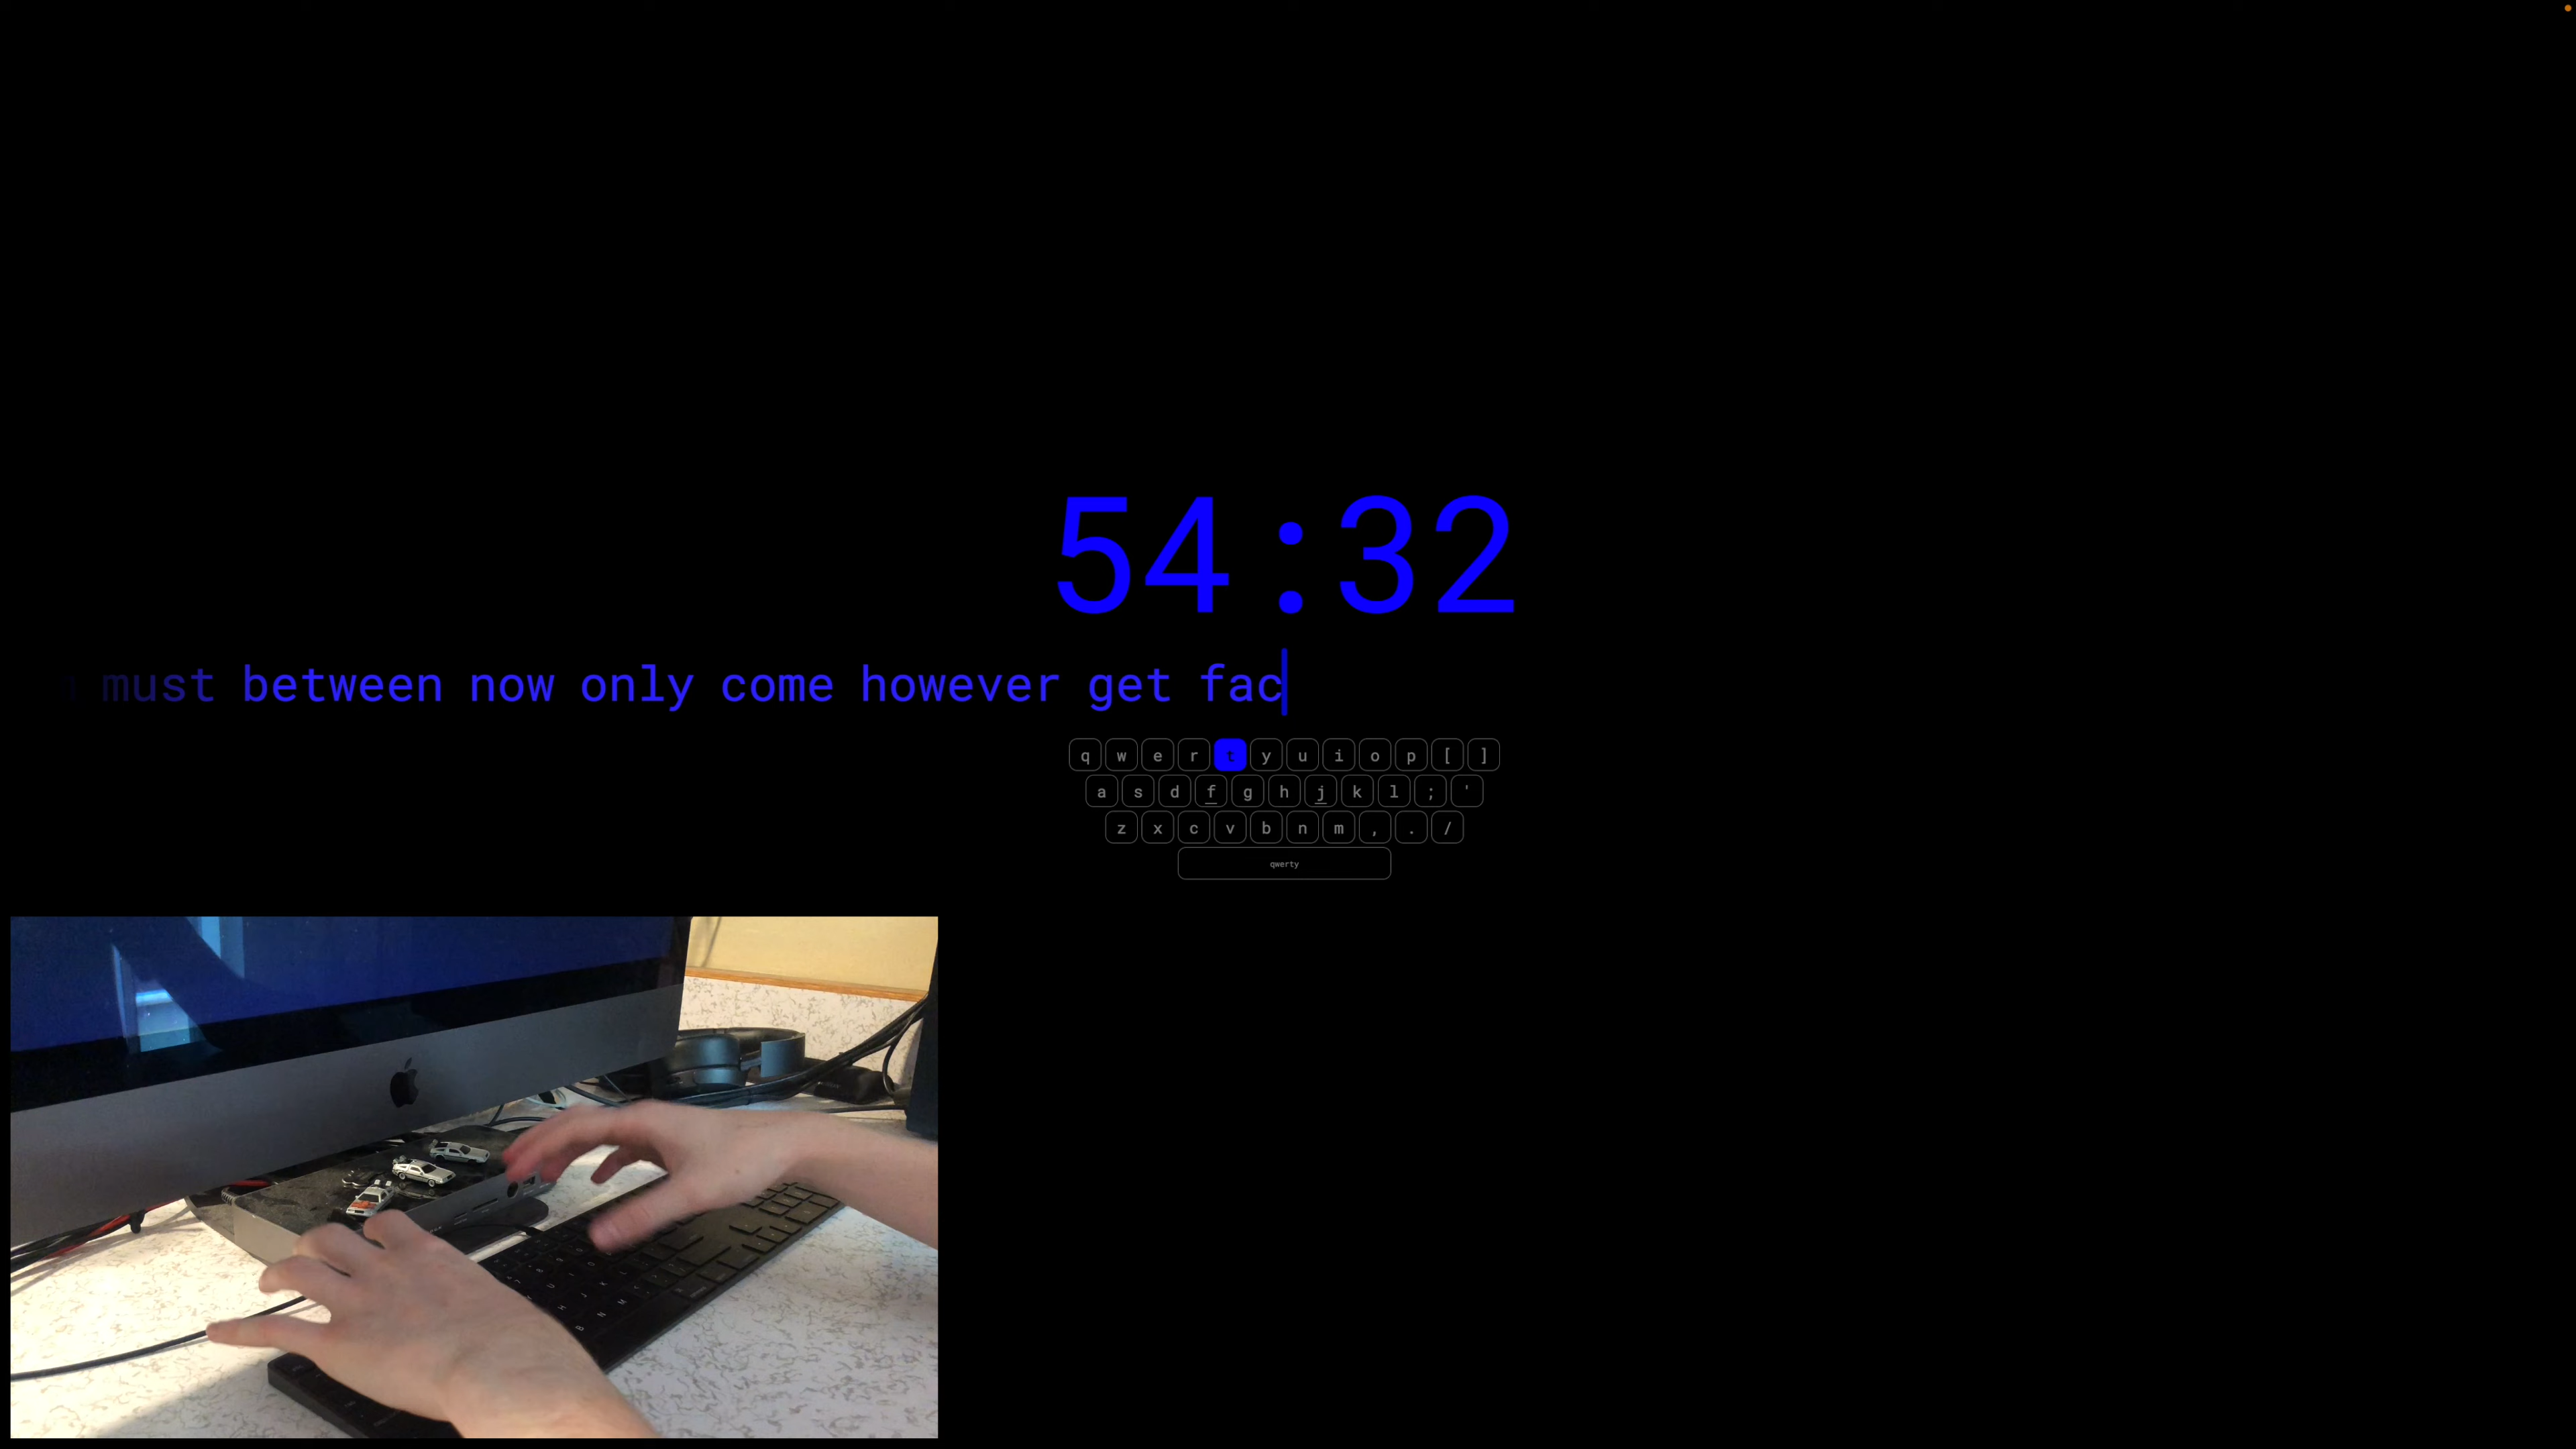 54:32
must between now only come however get fac
q w e r t y u i o p [ ]
a s d f g h j k l ; '
z x c v b n m , . /
qwerty